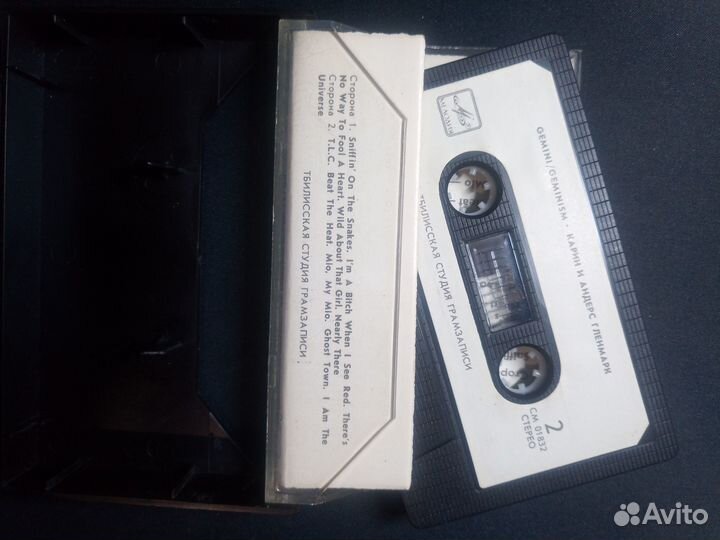 Сторона 1. Sniffin' On The Snakes. I'm A Bitch When I See Red. There's
No Way To Fool A Heart. Wild About That Girl. Nearly There
Сторона 2. T.L.C. Beat The Heat. Mio, My Mio. Ghost Town. I Am The
Universe
ТБИЛИССКАЯ СТУДИЯ ГРАМЗАПИСИ
GEMINI/GEMINISM · КАРИН И АНДЕРС ГЛЕНМАРК
МЕЛОДИЯ
ТБИЛИССКАЯ СТУДИЯ ГРАМЗАПИСИ
2
СМ 01832
СТЕРЕО
Avito